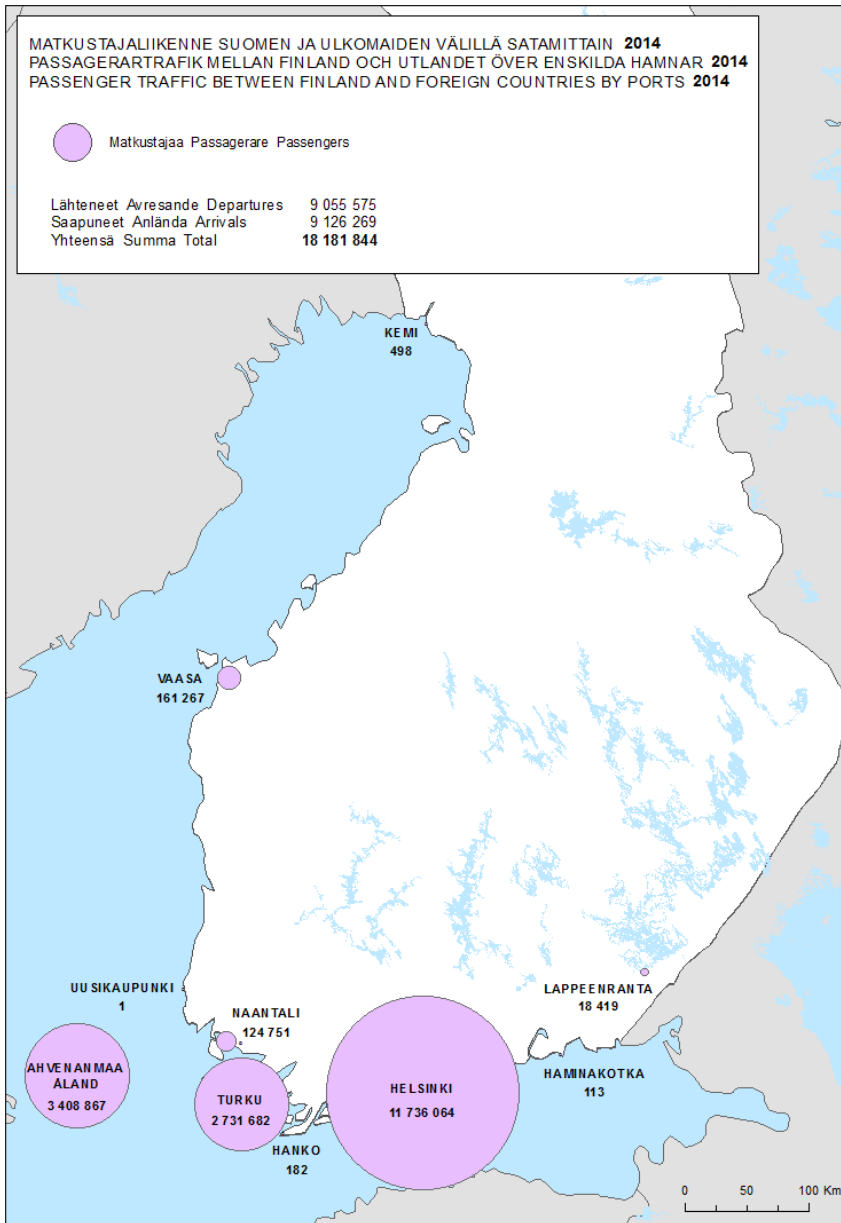 MATKUSTAJALIIKENNE SUOMEN JA ULKOMAIDEN VÄLILLÄ SATAMITTAIN 2014
PASSAGERARTRAFIK MELLAN FINLAND OCH UTLANDET ÖVER ENSKILDA HAMNAR 2014
PASSENGER TRAFFIC BETWEEN FINLAND AND FOREIGN COUNTRIES BY PORTS 2014
Matkustajaa Passagerare Passengers
Lähteneet Avresande Departures 9 055 575
Saapuneet Anlända Arrivals 9 126 269
Yhteensä Summa Total 18 181 844
KEMI
498
VAASA
161 267
UUSIKAUPUNKI
1
NAANTALI
124 751
LAPPEENRANTA
18 419
AHVENANMAA
ÅLAND
3 408 867
TURKU
2 731 682
HELSINKI
11 736 064
HAMINAKOTKA
113
HANKO
182
0 50 100 Km